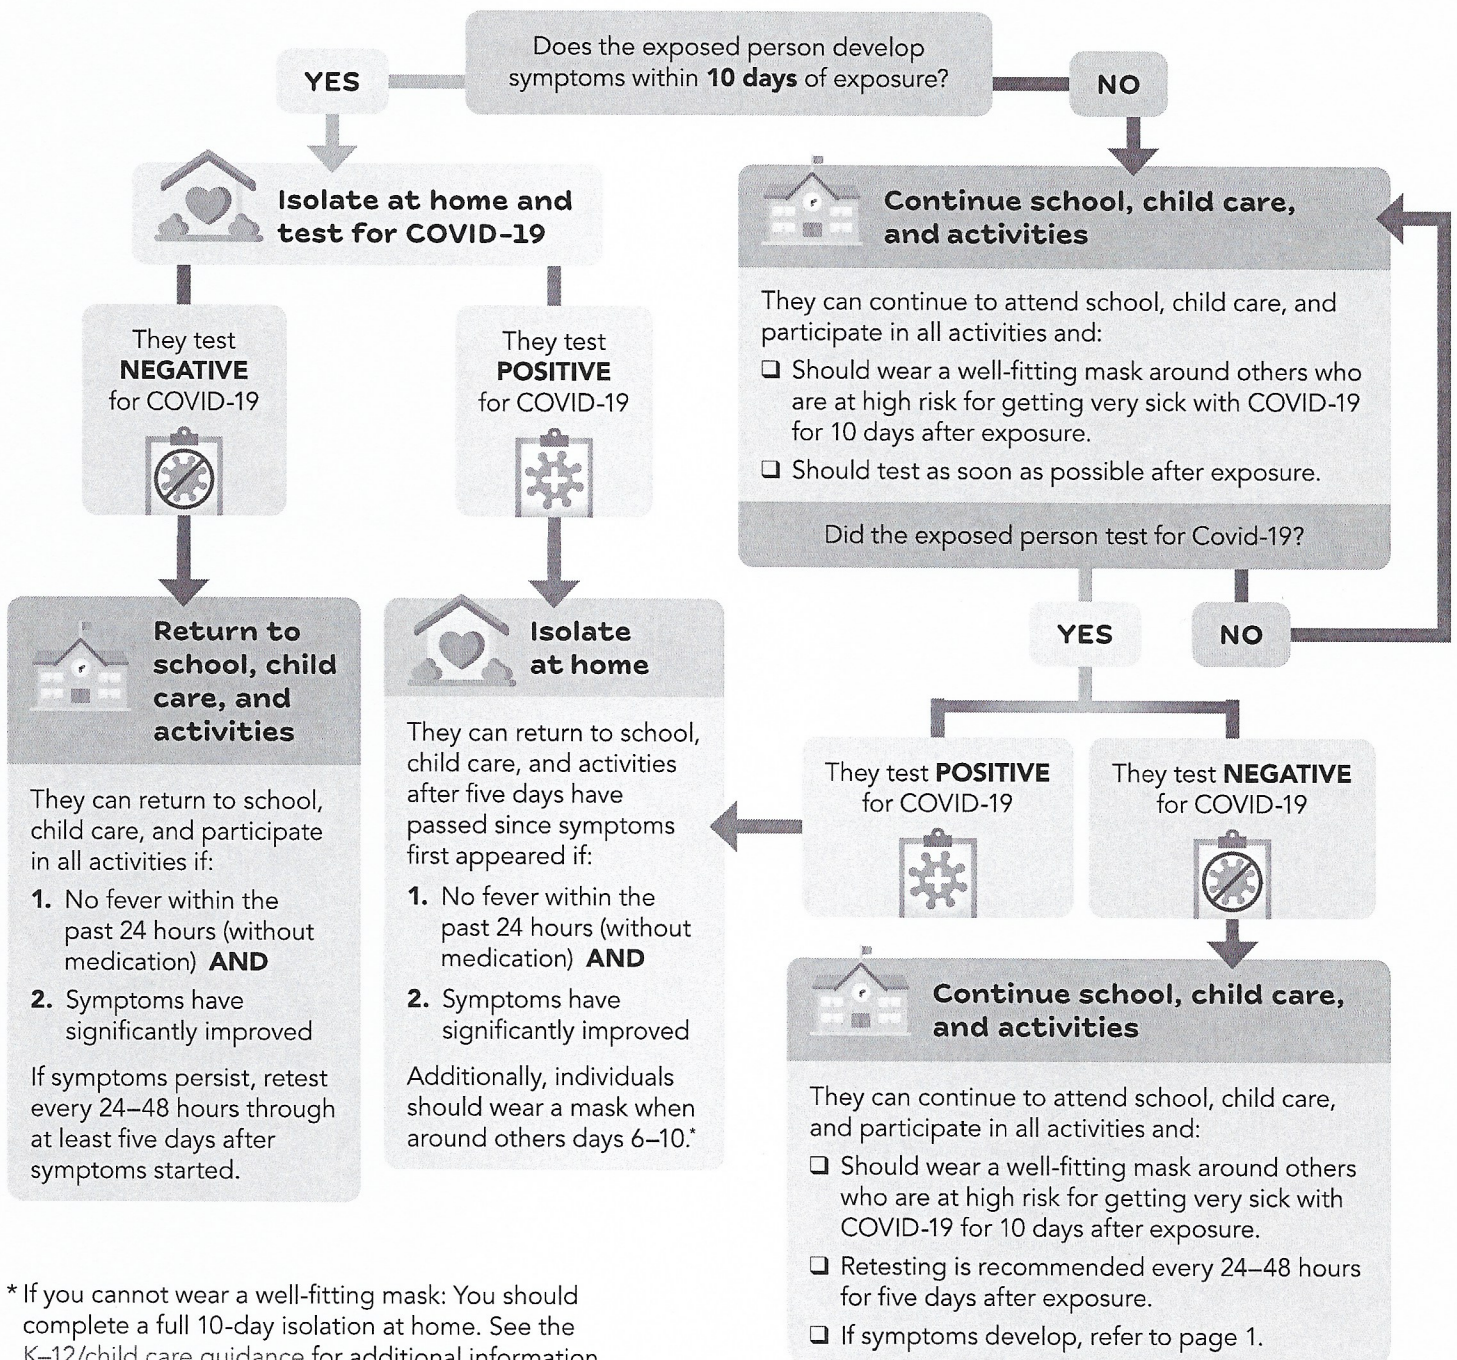 Does the exposed person develop
symptoms within 10 days of exposure?
YES
NO
Isolate at home and
test for COVID-19
They test
NEGATIVE
for COVID-19
They test
POSITIVE
for COVID-19
Return to
school, child
care, and
activities
They can return to school,
child care, and participate
in all activities if:
1. No fever within the
past 24 hours (without
medication) AND
2. Symptoms have
significantly improved
If symptoms persist, retest
every 24–48 hours through
at least five days after
symptoms started.
Isolate
at home
They can return to school,
child care, and activities
after five days have
passed since symptoms
first appeared if:
1. No fever within the
past 24 hours (without
medication) AND
2. Symptoms have
significantly improved
Additionally, individuals
should wear a mask when
around others days 6–10.*
Continue school, child care,
and activities
They can continue to attend school, child care, and
participate in all activities and:
❑ Should wear a well-fitting mask around others who
are at high risk for getting very sick with COVID-19
for 10 days after exposure.
❑ Should test as soon as possible after exposure.
Did the exposed person test for Covid-19?
YES
NO
They test POSITIVE
for COVID-19
They test NEGATIVE
for COVID-19
Continue school, child care,
and activities
They can continue to attend school, child care,
and participate in all activities and:
❑ Should wear a well-fitting mask around others
who are at high risk for getting very sick with
COVID-19 for 10 days after exposure.
❑ Retesting is recommended every 24–48 hours
for five days after exposure.
❑ If symptoms develop, refer to page 1.
* If you cannot wear a well-fitting mask: You should
complete a full 10-day isolation at home. See the
K–12/child care guidance for additional information